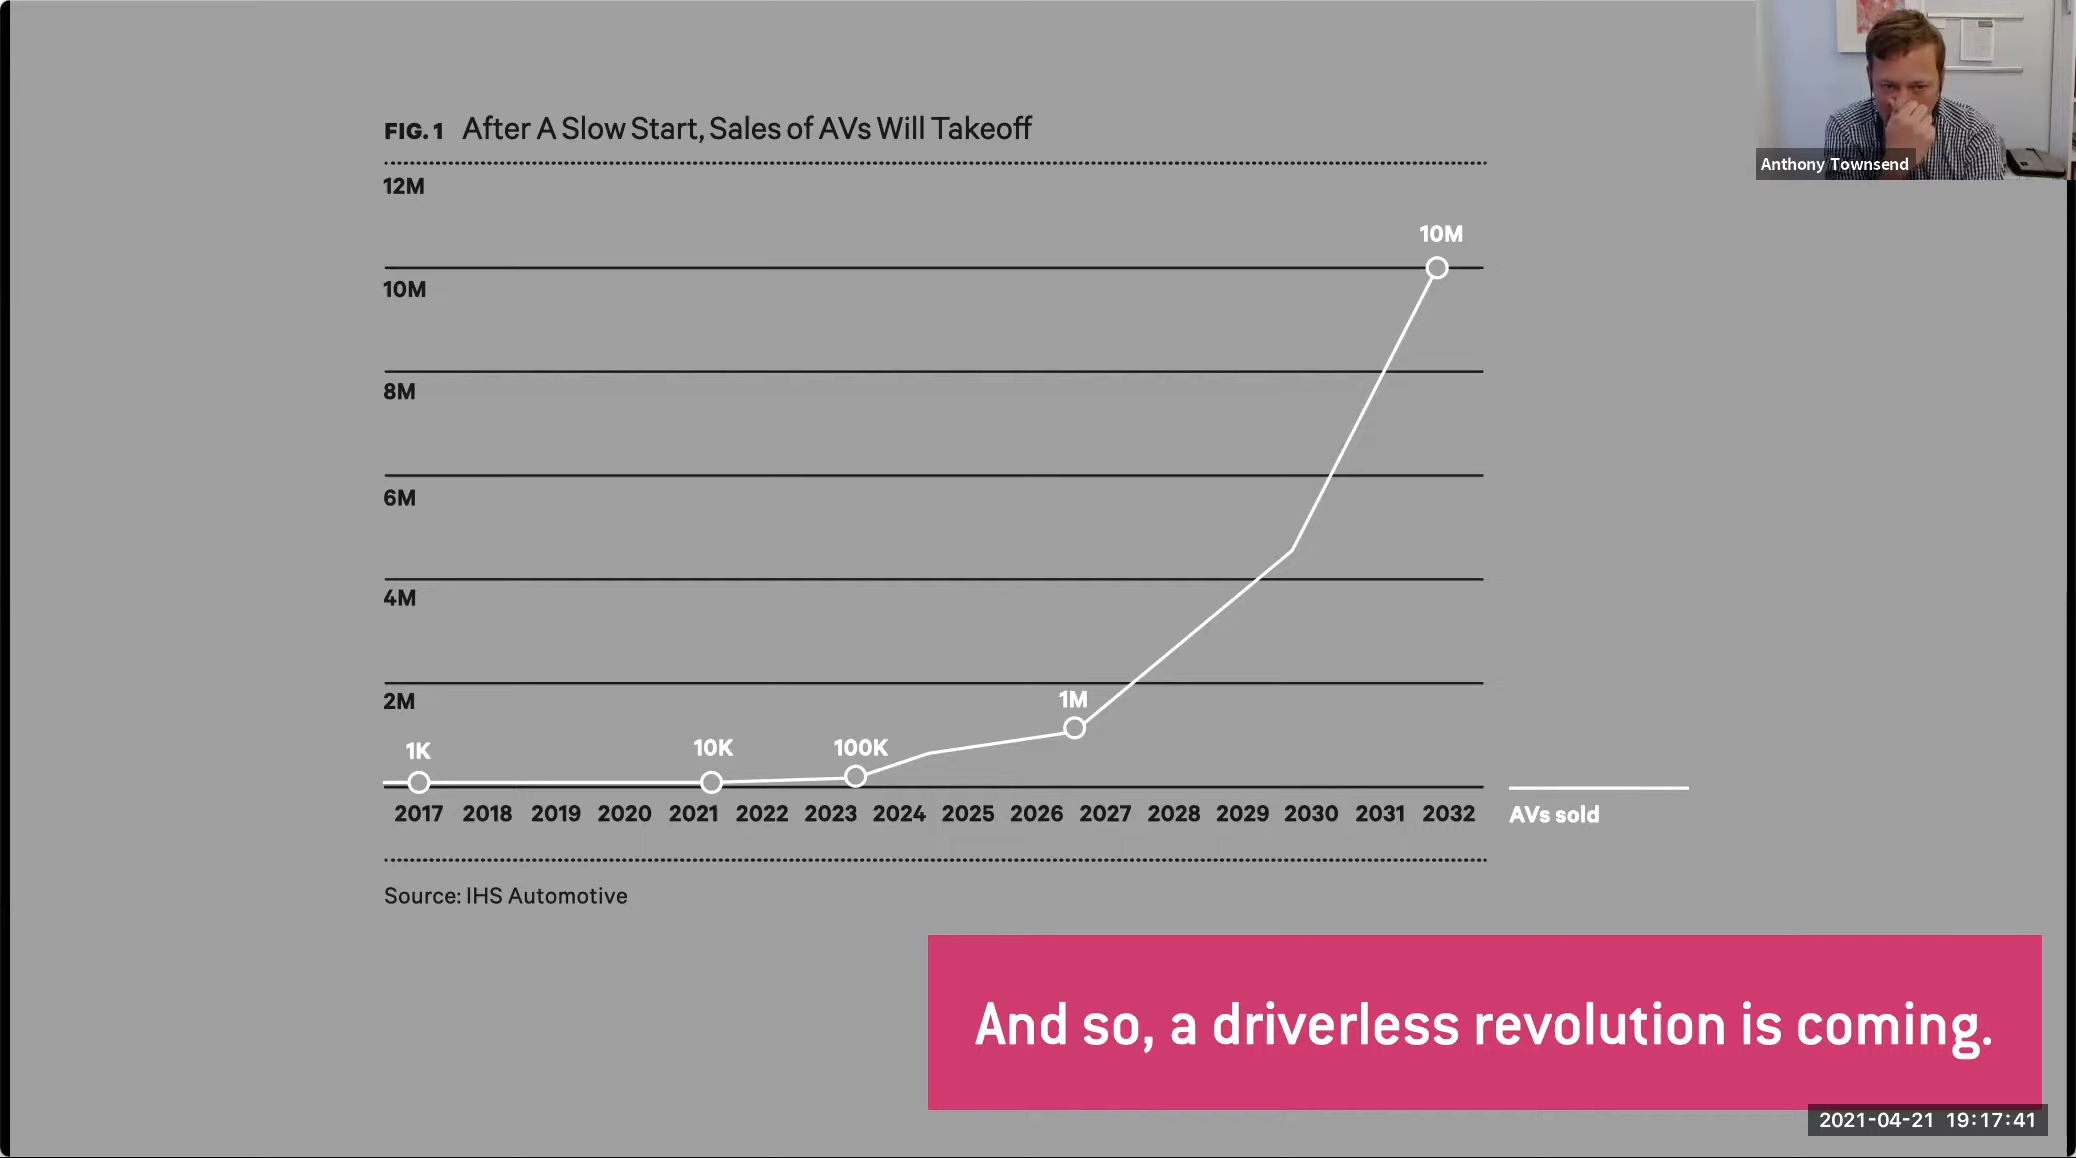 FIG. 1 After A Slow Start, Sales of AVs Will Takeoff
Anthony Townsend
12M
10M
10M
8M
6M
4M
2M
1M
1K
10K
100K
2017 2018 2019 2020 2021 2022 2023 2024 2025 2026 2027 2028 2029 2030 2031 2032
AVs sold
Source: IHS Automotive
And so, a driverless revolution is coming.
2021-04-21 19:17:41